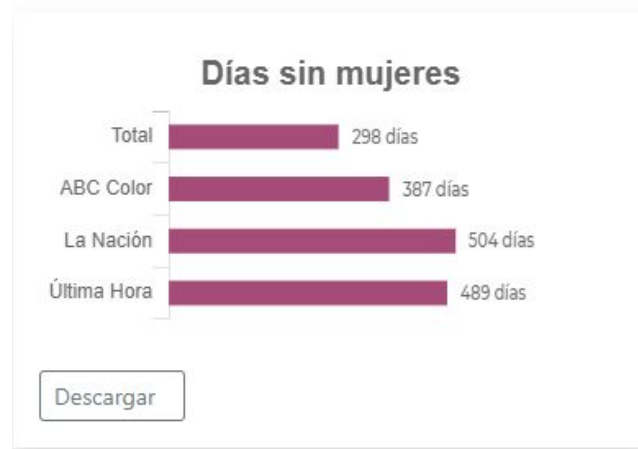 Días sin mujeres
Total 298 días
ABC Color 387 días
La Nación 504 días
Última Hora 489 días
Descargar